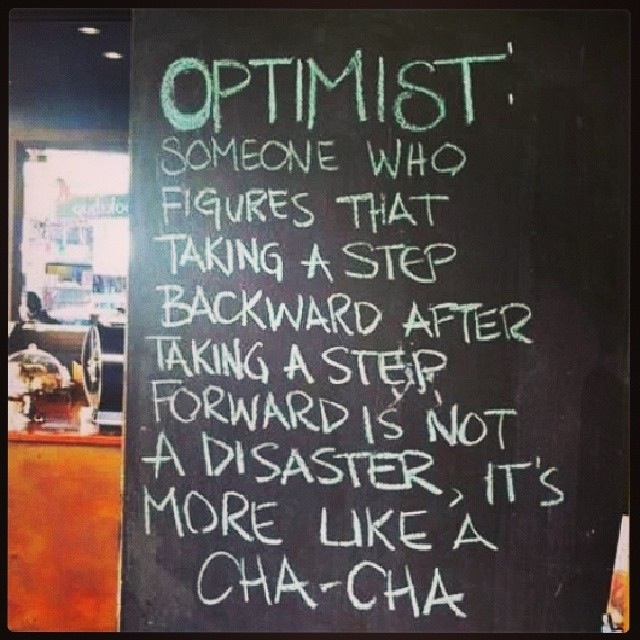 OPTIMIST:
SOMEONE WHO
FIGURES THAT
TAKING A STEP
BACKWARD AFTER
TAKING A STEP
FORWARD IS NOT
A DISASTER, IT'S
MORE LIKE A
CHA-CHA